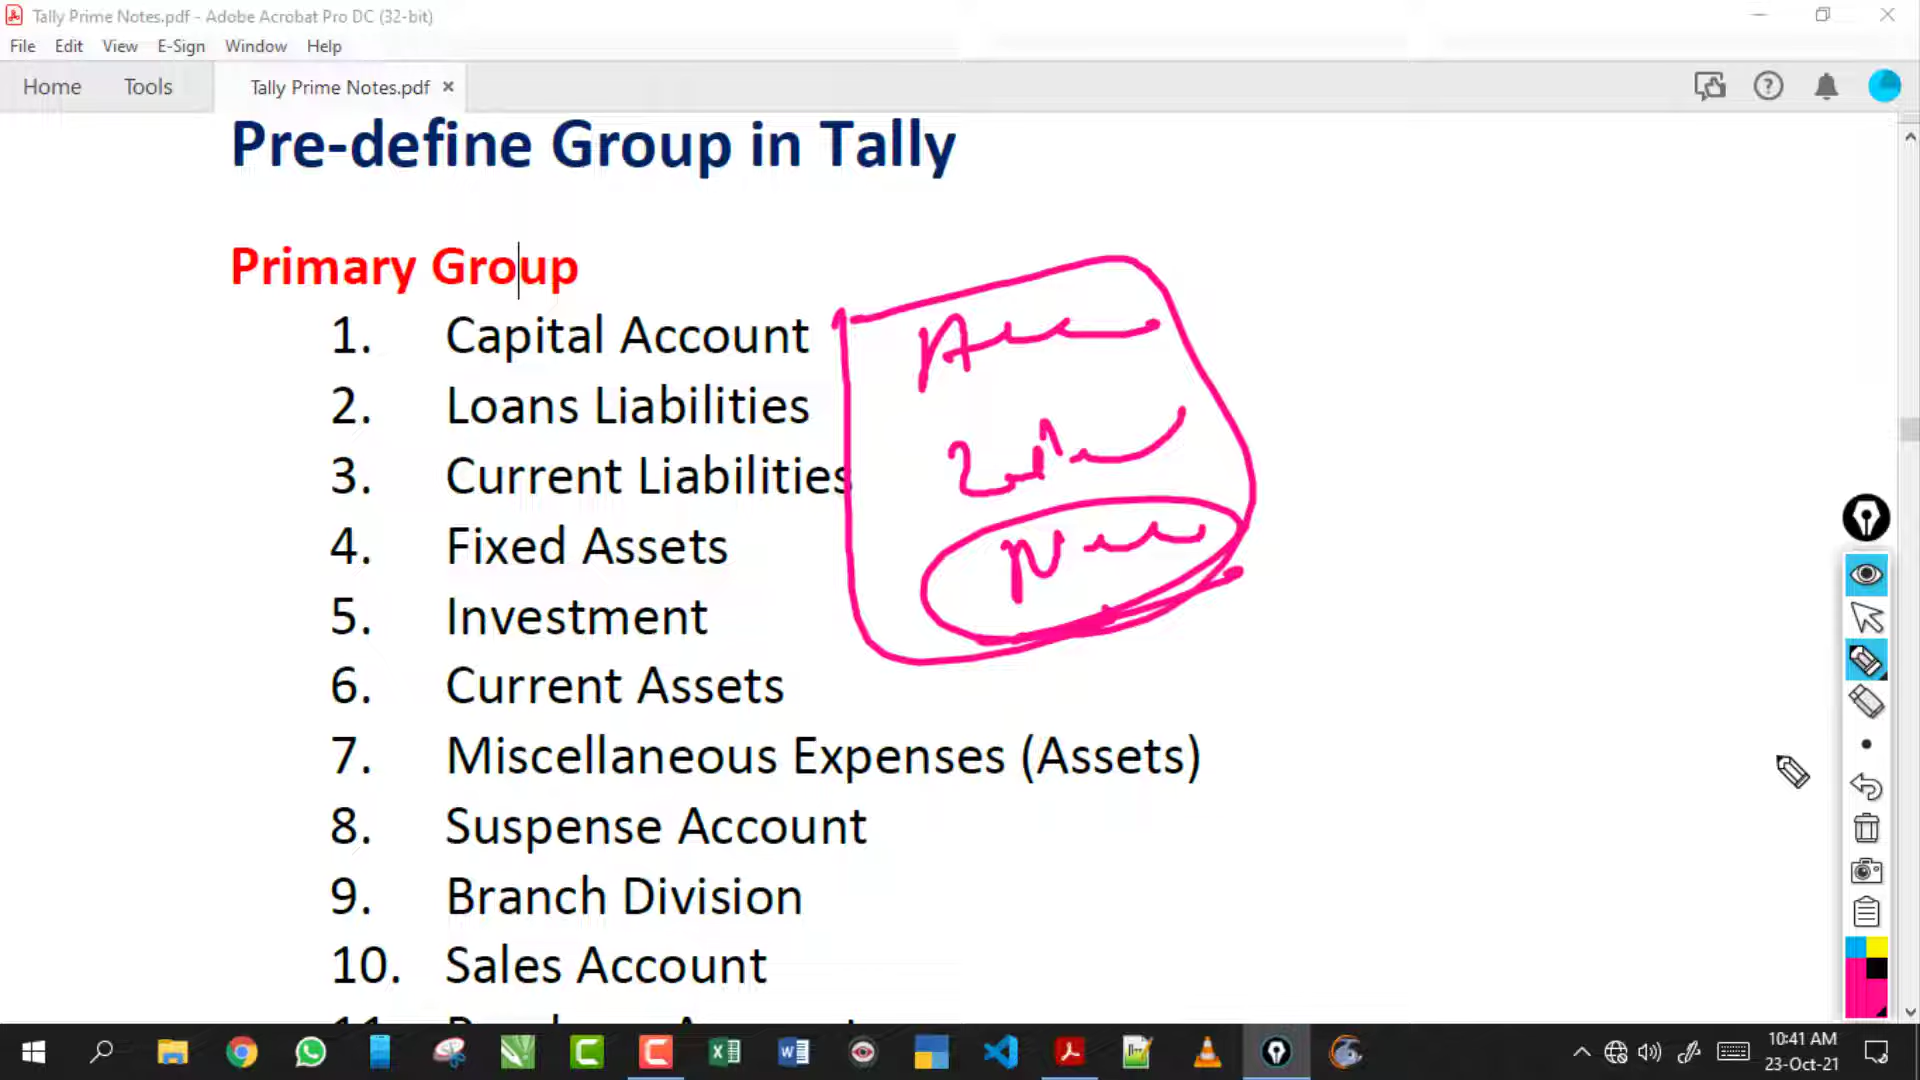 Tally Prime Notes.pdf - Adobe Acrobat Pro DC (32-bit)
File Edit View E-Sign Window Help
Home Tools Tally Prime Notes.pdf
Pre-define Group in Tally
Primary Group
1. Capital Account
2. Loans Liabilities
3. Current Liabilities
4. Fixed Assets
5. Investment
6. Current Assets
7. Miscellaneous Expenses (Assets)
8. Suspense Account
9. Branch Division
10. Sales Account
10:41 AM
23-Oct-21